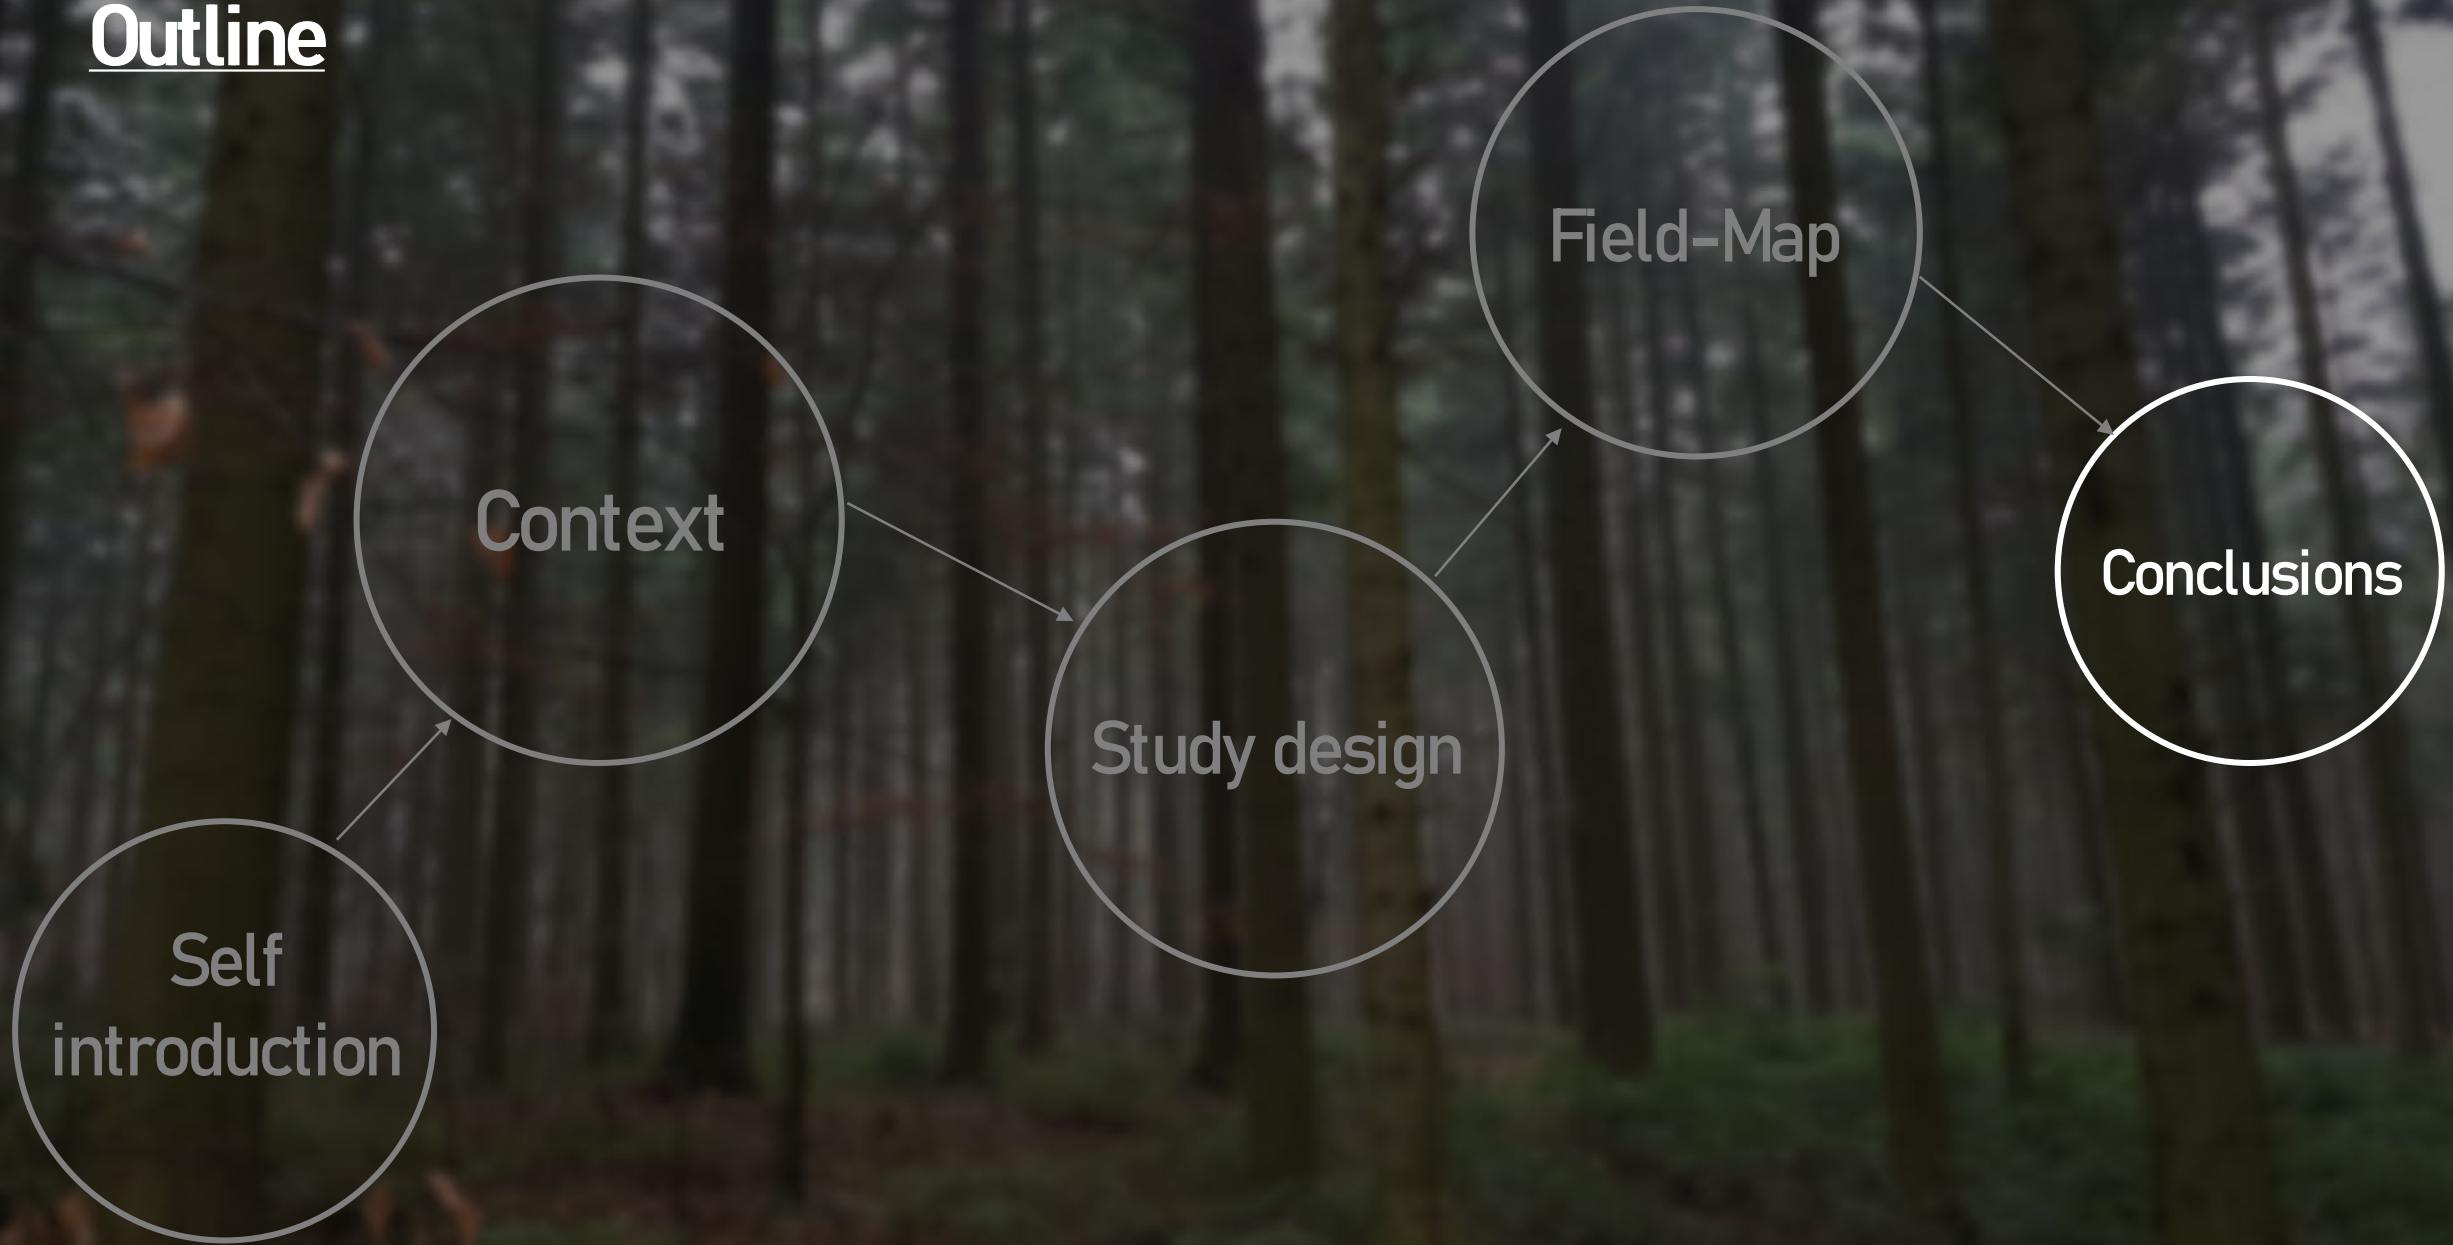 Outline
Self
introduction
Context
Study design
Field-Map
Conclusions